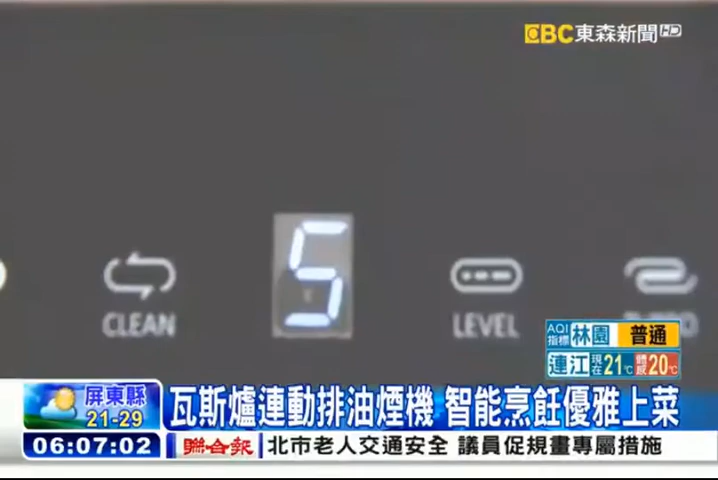 EBC東森新聞HD
5
CLEAN
LEVEL
AQI指標 林園 普通
連江 現在21℃ 體感20℃
屏東縣
21-29
瓦斯爐連動排油煙機 智能烹飪優雅上菜
06:07:02
聯合報 北市老人交通安全 議員促規畫專屬措施